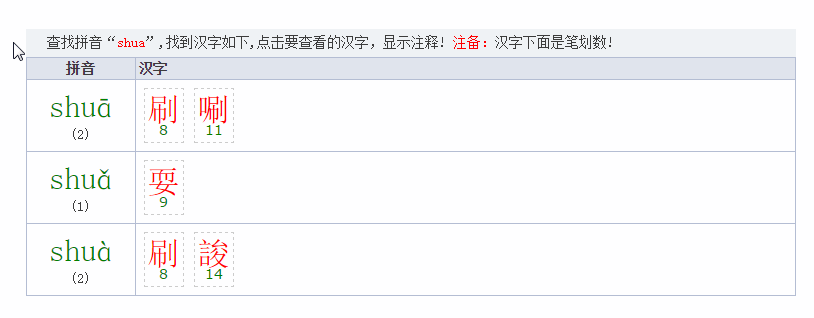 查找拼音“shua”,找到汉字如下,点击要查看的汉字，显示注释! 注备：汉字下面是笔划数!
拼音 汉字
shuā
(2)
刷 唰
8 11
shuǎ
(1)
耍
9
shuà
(2)
刷 誜
8 14